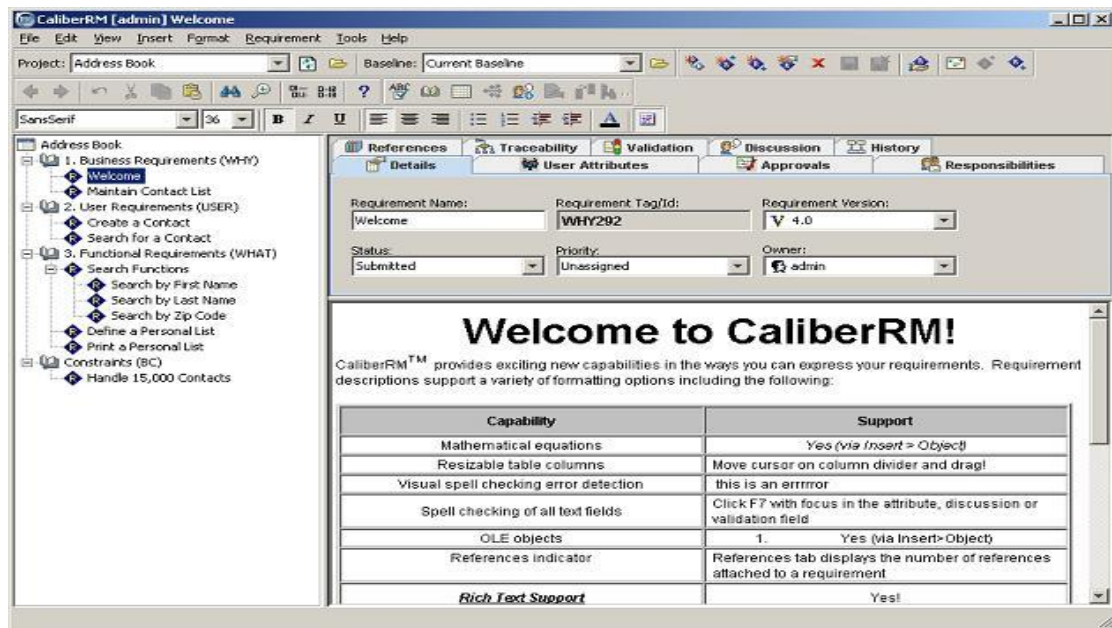 CaliberRM [admin] Welcome
File Edit View Insert Format Requirement Tools Help
Project: Address Book Baseline: Current Baseline
SansSerif 36 B I U A
Address Book
1. Business Requirements (WHY)
Welcome
Maintain Contact List
2. User Requirements (USER)
Create a Contact
Search for a Contact
3. Functional Requirements (WHAT)
Search Functions
Search by First Name
Search by Last Name
Search by Zip Code
Define a Personal List
Print a Personal List
Constraints (BC)
Handle 15,000 Contacts
References Traceability Validation Discussion History
Details User Attributes Approvals Responsibilities
Requirement Name: Requirement Tag/Id: Requirement Version:
Welcome WHY292 4.0
Status: Priority: Owner:
Submitted Unassigned admin
Welcome to CaliberRM!
CaliberRM™ provides exciting new capabilities in the ways you can express your requirements. Requirement
descriptions support a variety of formatting options including the following:
Capability Support
Mathematical equations Yes (via Insert > Object)
Resizable table columns Move cursor on column divider and drag!
Visual spell checking error detection this is an errrror
Spell checking of all text fields Click F7 with focus in the attribute, discussion or
validation field
OLE objects 1. Yes (via Insert>Object)
References indicator References tab displays the number of references
attached to a requirement
Rich Text Support Yes!